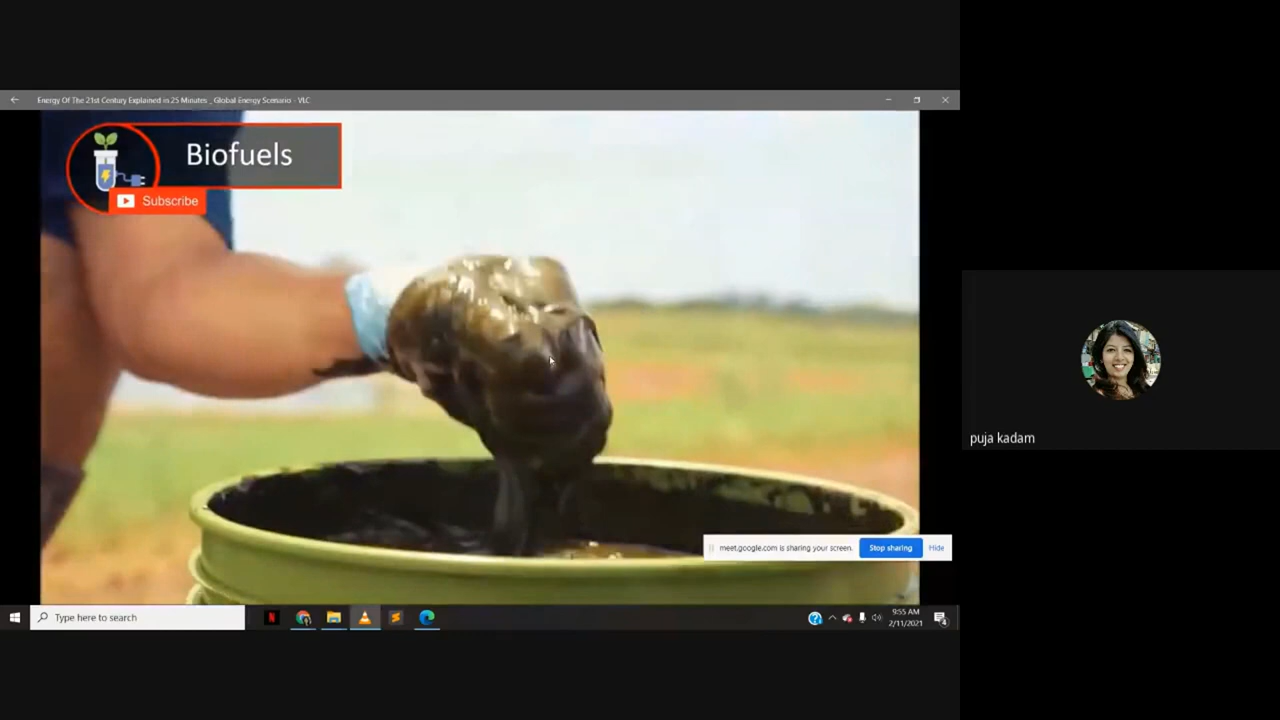 Energy Of The 21st Century Explained in 25 Minutes _ Global Energy Scenario - VLC
Biofuels
Subscribe
puja kadam
meet.google.com is sharing your screen.
Stop sharing
Hide
Type here to search
9:55 AM
2/11/2021
4